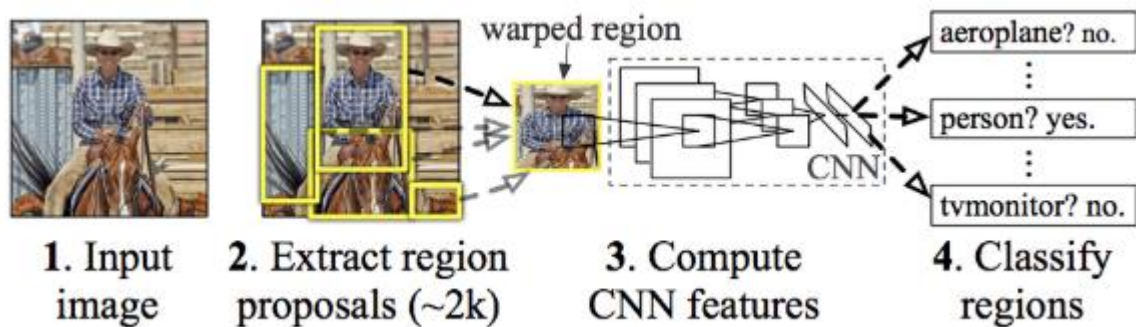 warped region
aeroplane? no.
person? yes.
CNN
tvmonitor? no.
1. Input
image
2. Extract region
proposals (~2k)
3. Compute
CNN features
4. Classify
regions